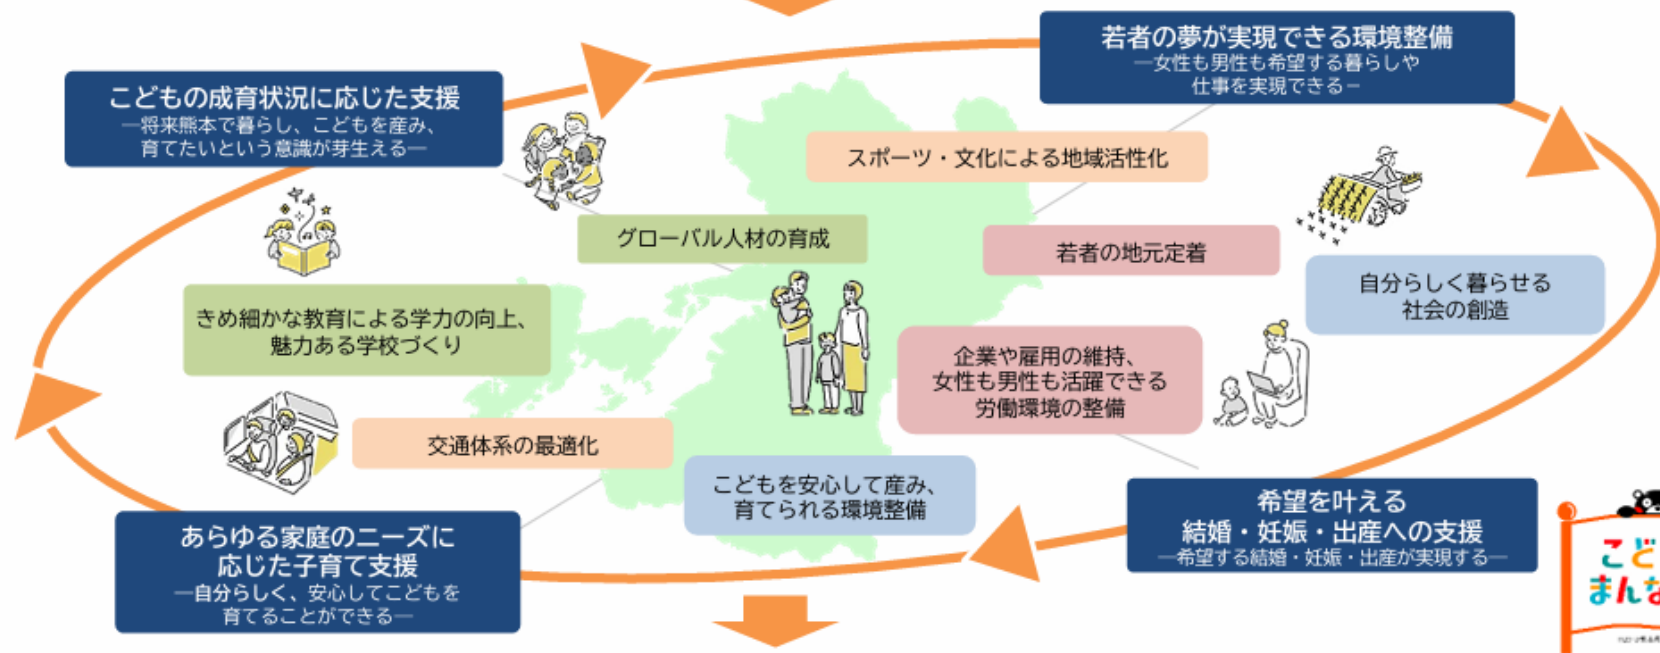 若者の夢が実現できる環境整備
―女性も男性も希望する暮らしや
仕事を実現できる－
こどもの成育状況に応じた支援
―将来熊本で暮らし、こどもを産み、
育てたいという意識が芽生える―
スポーツ・文化による地域活性化
グローバル人材の育成
若者の地元定着
自分らしく暮らせる
社会の創造
きめ細かな教育による学力の向上、
魅力ある学校づくり
企業や雇用の維持、
女性も男性も活躍できる
労働環境の整備
交通体系の最適化
こどもを安心して産み、
育てられる環境整備
希望を叶える
結婚・妊娠・出産への支援
―希望する結婚・妊娠・出産が実現する―
あらゆる家庭のニーズに
応じた子育て支援
―自分らしく、安心してこどもを
育てることができる―
こど
まんな